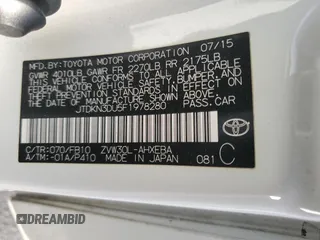 MFD.BY:TOYOTA MOTOR CORPORATION 07/15
GVWR 4010LB GAWR FR 2270LB RR 2175LB
THIS VEHICLE CONFORMS TO ALL APPLICABLE FEDERAL
MOTOR VEHICLE SAFETY, BUMPER, AND THEFT PREVENTION
STANDARDS IN EFFECT ON THE DATE OF
MANUFACTURE SHOWN ABOVE.
JTDKN3DU5F1978280 PASS. CAR
C/TR:070/FB10 ZVW30L-AHXEBA
A/TM:-01A/P410 MADE IN JAPAN 081C
TOYOTA
DREAMBID